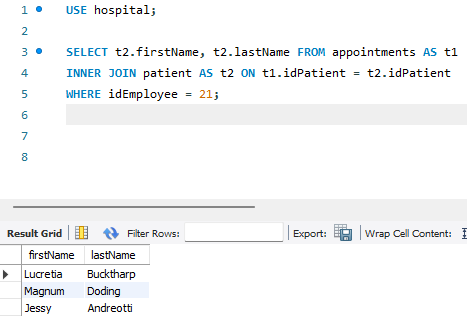 1 USE hospital;
2
3 SELECT t2.firstName, t2.lastName FROM appointments AS t1
4 INNER JOIN patient AS t2 ON t1.idPatient = t2.idPatient
5 WHERE idEmployee = 21;
6
7
8
Result Grid Filter Rows: Export: Wrap Cell Content:
firstName lastName
Lucretia Bucktharp
Magnum Doding
Jessy Andreotti